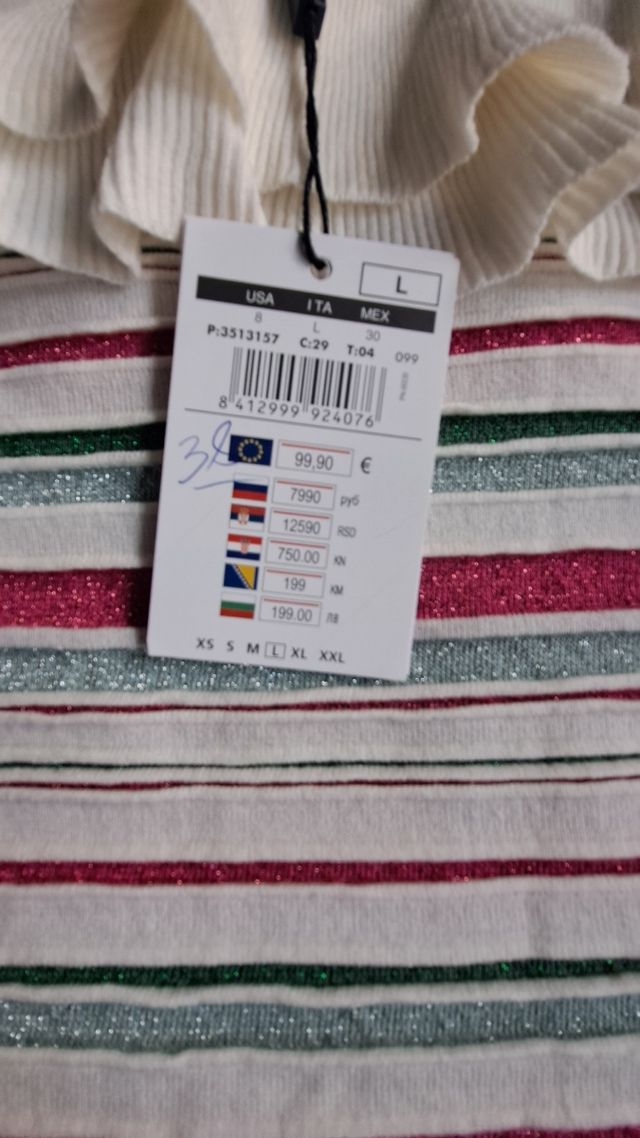 L
USA ITA MEX
8 L 30
P:3513157 C:29 T:04 099
8 412999 924076
99,90 €
7990 руб
12590 RSD
750.00 KN
199 KM
199.00 ЛВ
XS S M L XL XXL